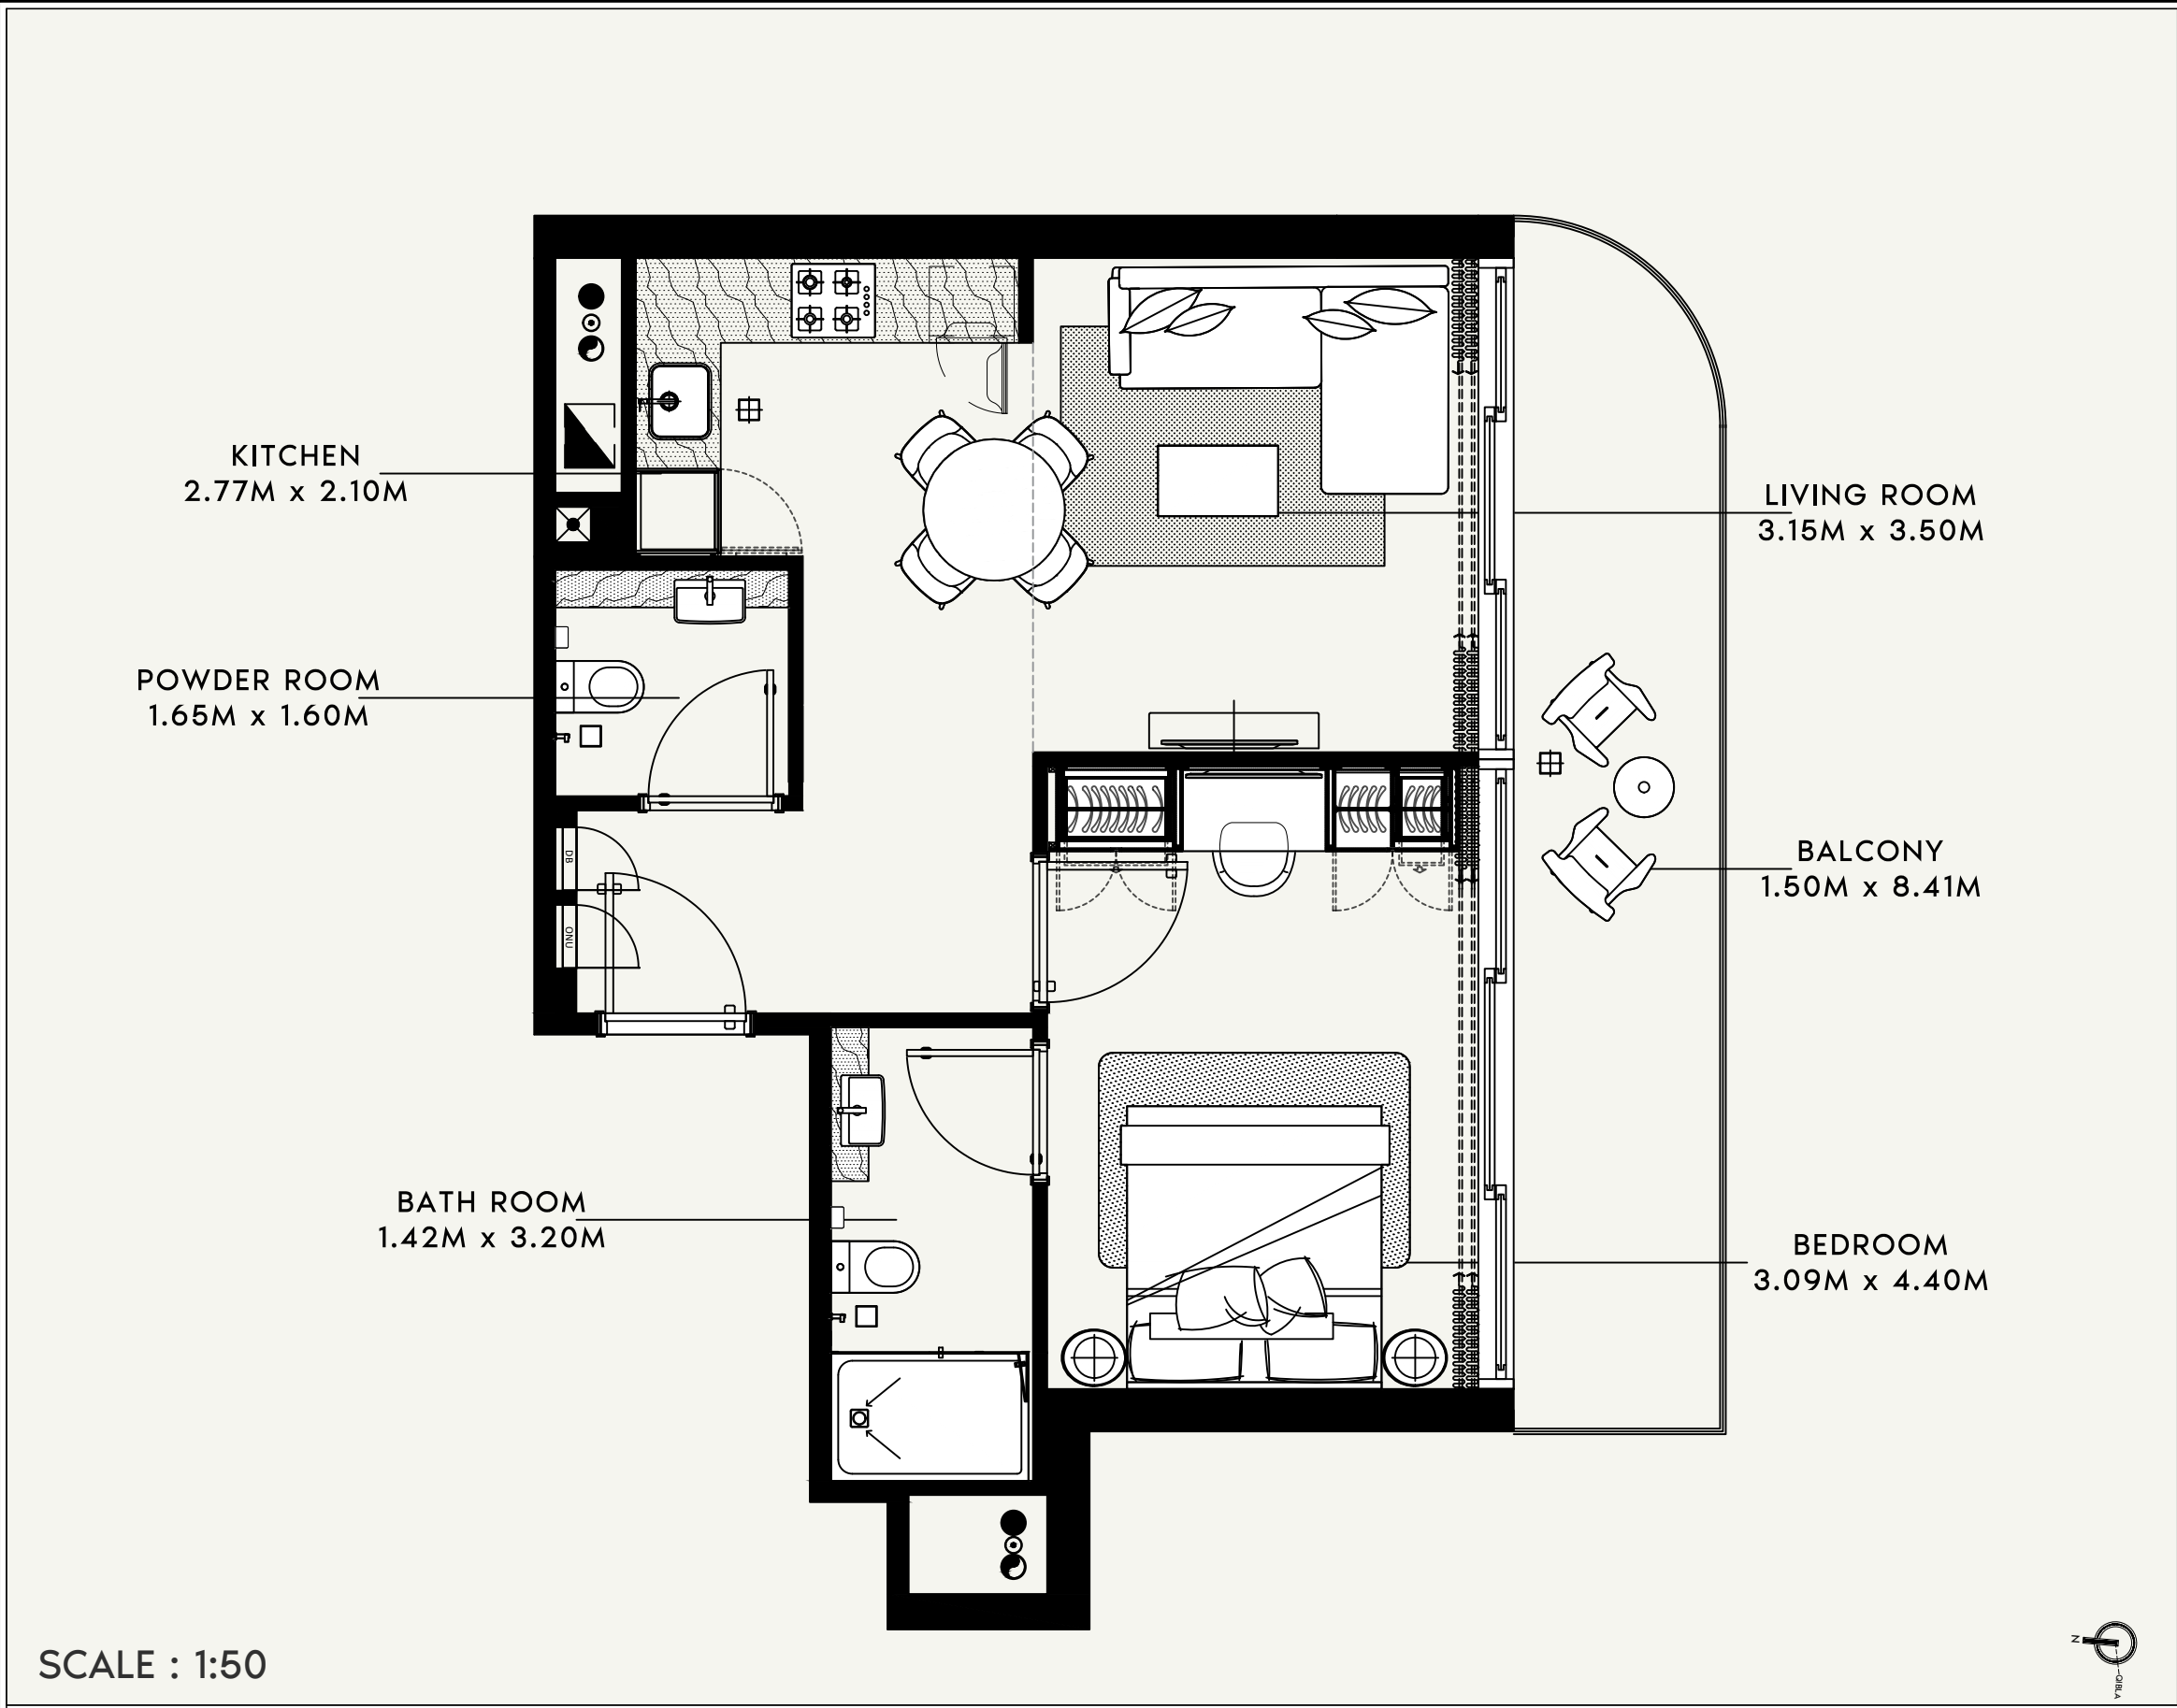 KITCHEN
2.77M x 2.10M
LIVING ROOM
3.15M x 3.50M
POWDER ROOM
1.65M x 1.60M
DB
ONU
BALCONY
1.50M x 8.41M
BATH ROOM
1.42M x 3.20M
BEDROOM
3.09M x 4.40M
SCALE : 1:50
N
QIBLA